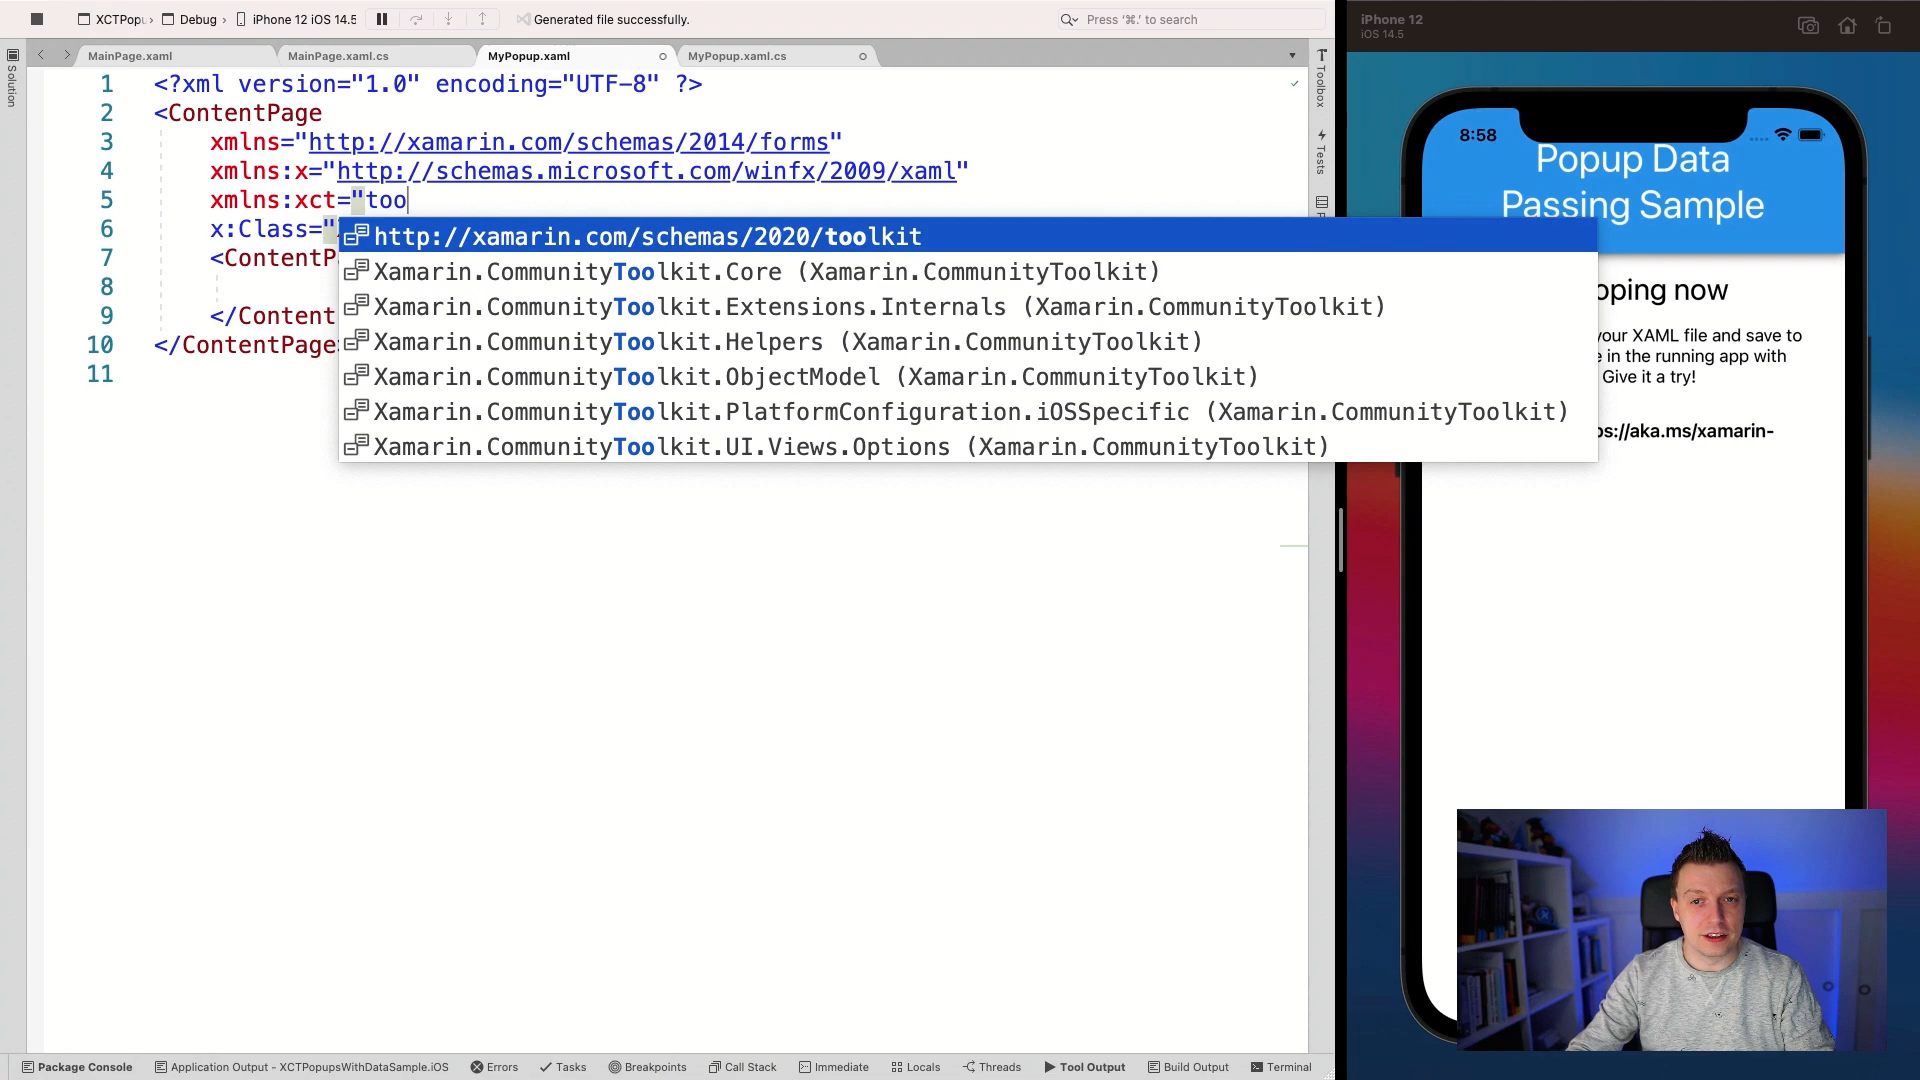 XCTPopu
Debug
iPhone 12 iOS 14.5
Generated file successfully.
Press ‘⌘.’ to search
iPhone 12
iOS 14.5
Solution
MainPage.xaml
MainPage.xaml.cs
MyPopup.xaml
MyPopup.xaml.cs
Toolbox
Tests
1 <?xml version="1.0" encoding="UTF-8" ?>
2 <ContentPage
3 xmlns="http://xamarin.com/schemas/2014/forms"
4 xmlns:x="http://schemas.microsoft.com/winfx/2009/xaml"
5 xmlns:xct="too
6 x:Class="
7 <ContentP
8
9 </Content
10 </ContentPage
11
http://xamarin.com/schemas/2020/toolkit
Xamarin.CommunityToolkit.Core (Xamarin.CommunityToolkit)
Xamarin.CommunityToolkit.Extensions.Internals (Xamarin.CommunityToolkit)
Xamarin.CommunityToolkit.Helpers (Xamarin.CommunityToolkit)
Xamarin.CommunityToolkit.ObjectModel (Xamarin.CommunityToolkit)
Xamarin.CommunityToolkit.PlatformConfiguration.iOSSpecific (Xamarin.CommunityToolkit)
Xamarin.CommunityToolkit.UI.Views.Options (Xamarin.CommunityToolkit)
8:58
Popup Data
Passing Sample
oping now
your XAML file and save to
e in the running app with
Give it a try!
ps://aka.ms/xamarin-
Package Console
Application Output - XCTPopupsWithDataSample.iOS
Errors
Tasks
Breakpoints
Call Stack
Immediate
Locals
Threads
Tool Output
Build Output
Terminal